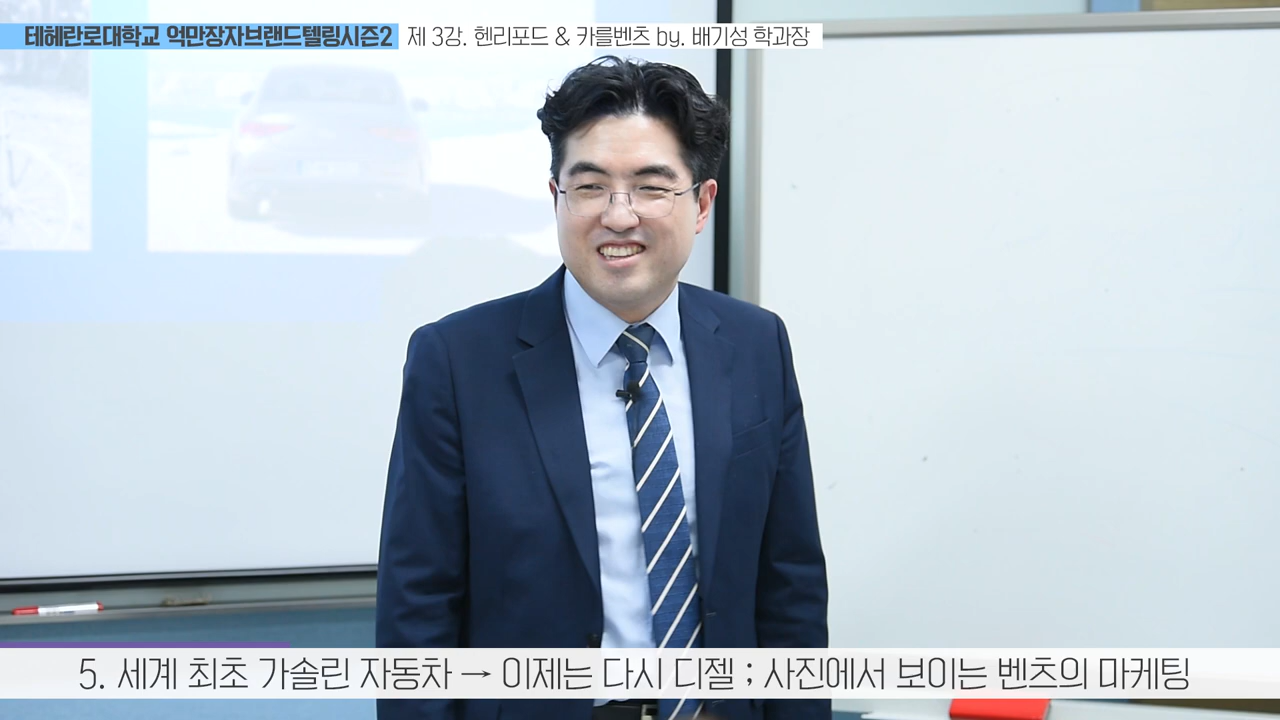 테헤란로대학교 억만장자브랜드텔링시즌2 제 3강. 헨리포드 & 카를벤츠 by. 배기성 학과장
5. 세계 최초 가솔린 자동차 → 이제는 다시 디젤 ; 사진에서 보이는 벤츠의 마케팅